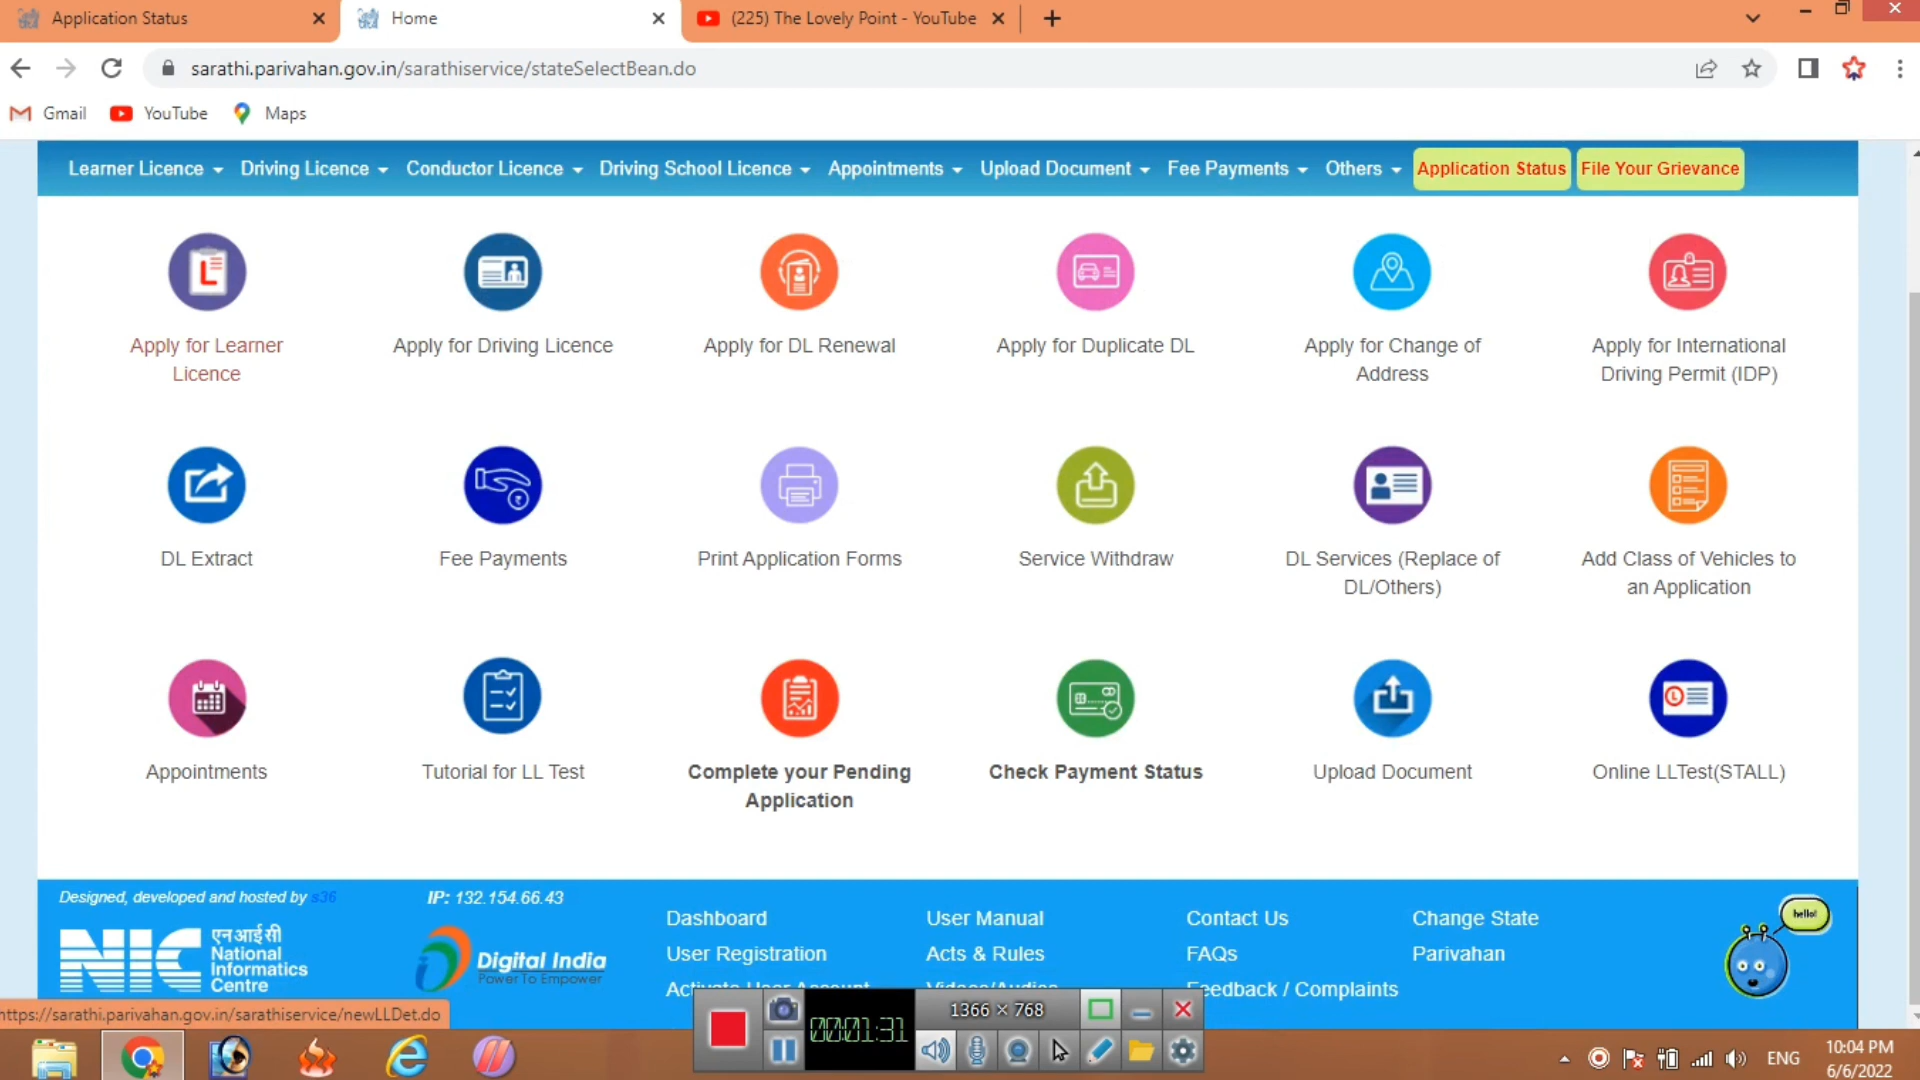 Application Status
Home
(225) The Lovely Point - YouTube
sarathi.parivahan.gov.in/sarathiservice/stateSelectBean.do
Gmail YouTube Maps
Learner Licence Driving Licence Conductor Licence Driving School Licence Appointments Upload Document Fee Payments Others Application Status File Your Grievance
Apply for Learner
Licence
Apply for Driving Licence
Apply for DL Renewal
Apply for Duplicate DL
Apply for Change of
Address
Apply for International
Driving Permit (IDP)
DL Extract
Fee Payments
Print Application Forms
Service Withdraw
DL Services (Replace of
DL/Others)
Add Class of Vehicles to
an Application
Appointments
Tutorial for LL Test
Complete your Pending
Application
Check Payment Status
Upload Document
Online LLTest(STALL)
Designed, developed and hosted by s36
NIC
एन आई सी
National
Informatics
Centre
IP: 132.154.66.43
Digital India
Power To Empower
Dashboard User Manual Contact Us Change State
User Registration Acts & Rules FAQs Parivahan
Feedback / Complaints
hello!
https://sarathi.parivahan.gov.in/sarathiservice/newLLDet.do
00:01:31
1366 × 768
ENG
10:04 PM
6/6/2022